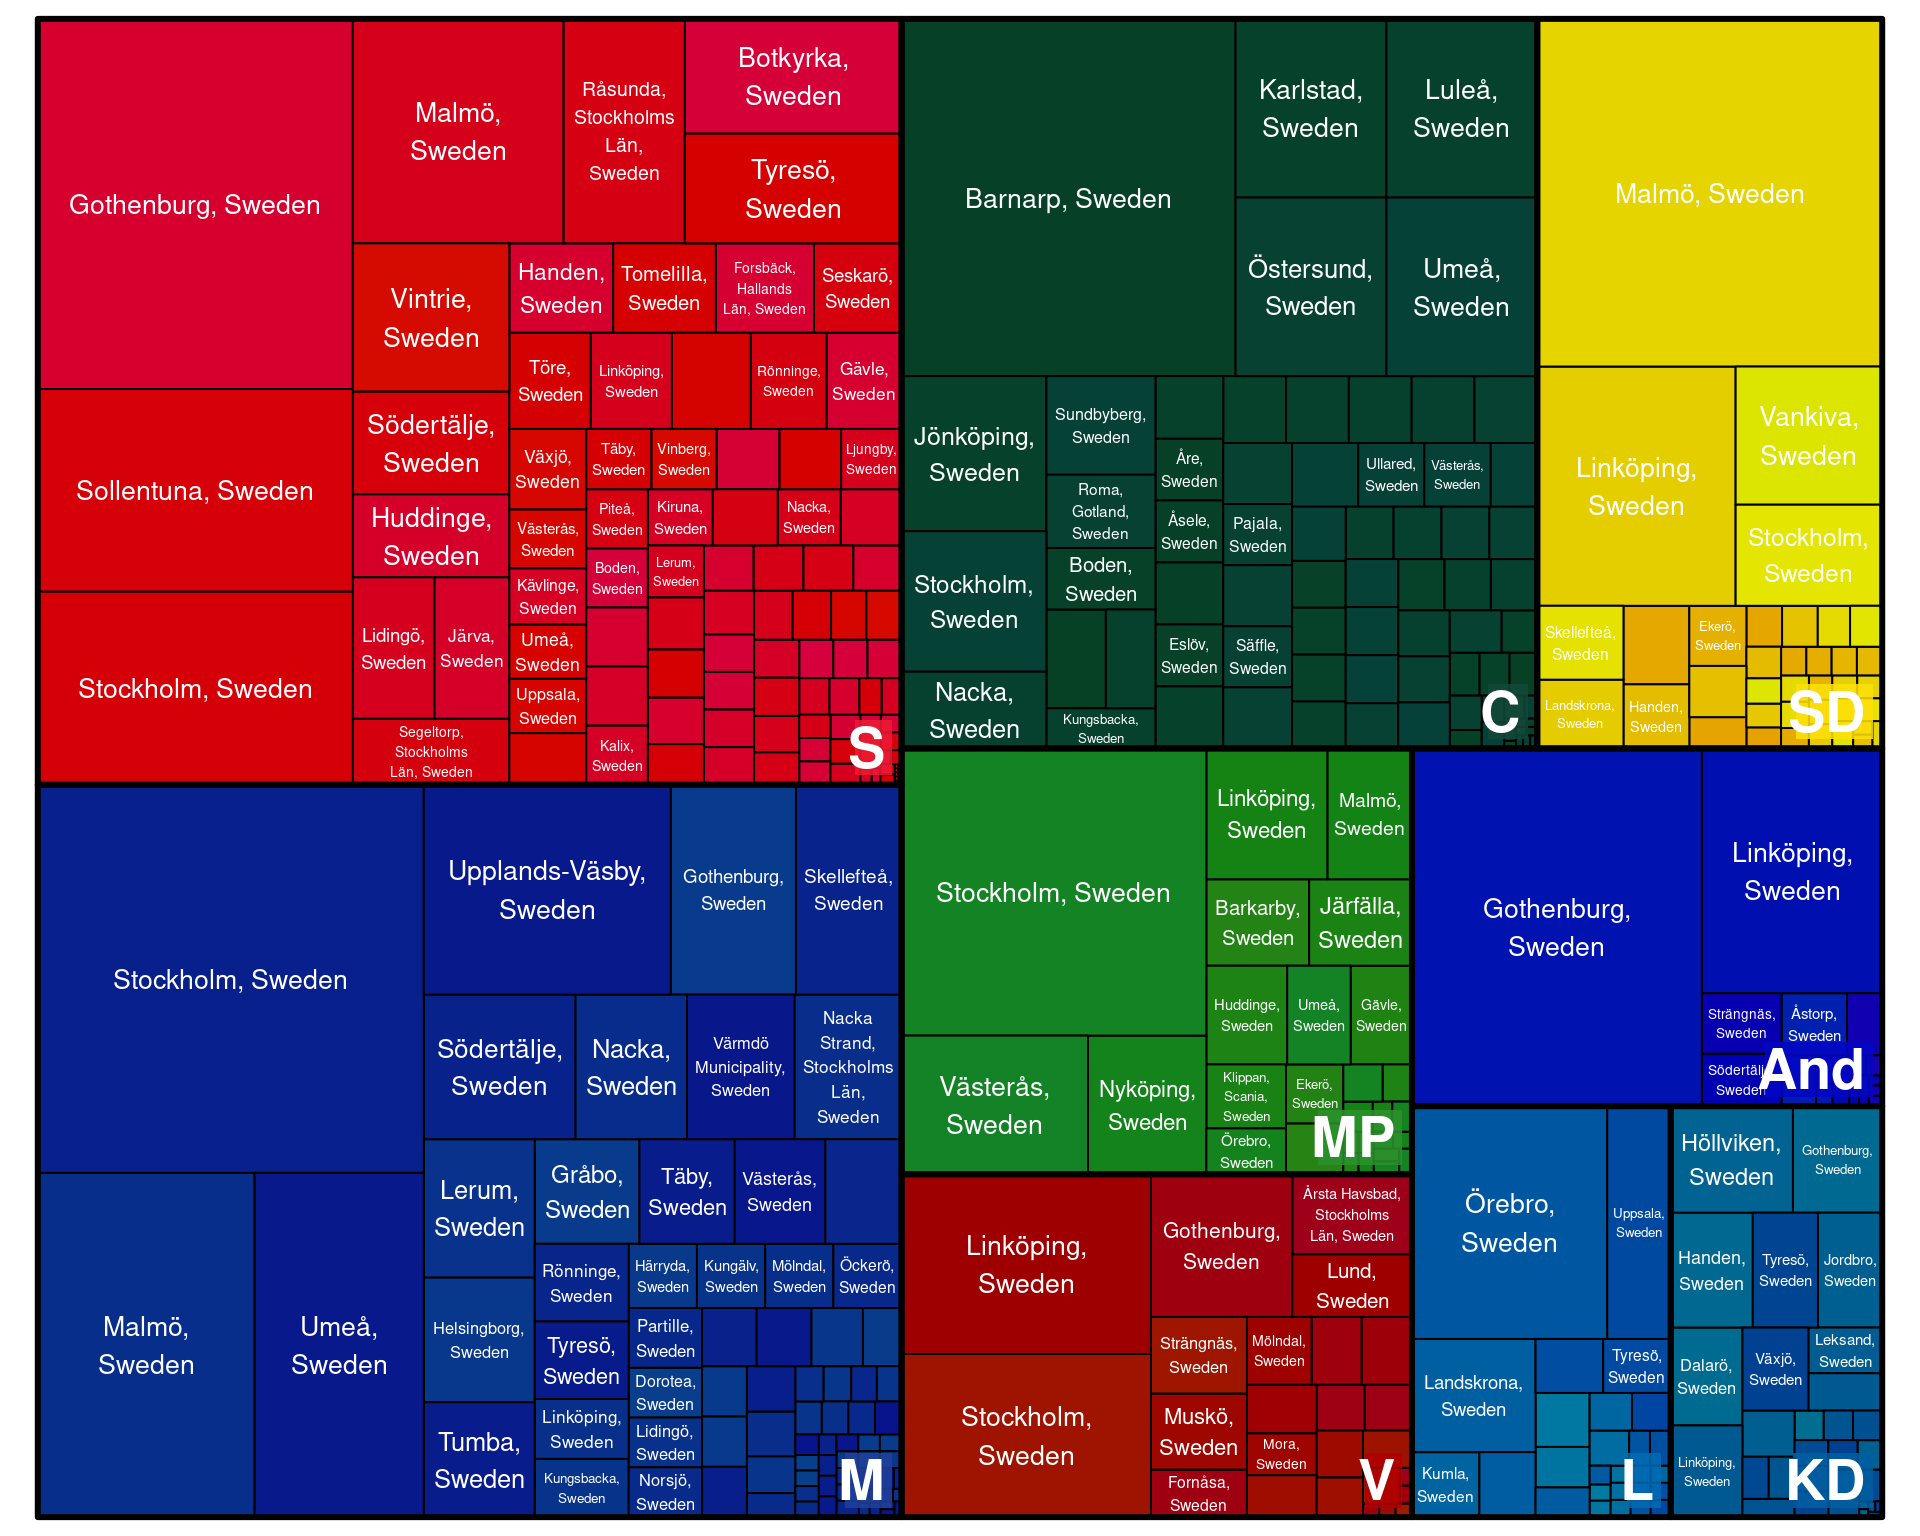 Gothenburg, Sweden
Sollentuna, Sweden
Stockholm, Sweden
Malmö,
Sweden
Råsunda,
Stockholms
Län,
Sweden
Botkyrka,
Sweden
Tyresö,
Sweden
Vintrie,
Sweden
Södertälje,
Sweden
Huddinge,
Sweden
Lidingö,
Sweden
Järva,
Sweden
Segeltorp,
Stockholms
Län, Sweden
Handen,
Sweden
Tomelilla,
Sweden
Forsbäck,
Hallands
Län, Sweden
Seskarö,
Sweden
Töre,
Sweden
Linköping,
Sweden
Rönninge,
Sweden
Gävle,
Sweden
Växjö,
Sweden
Västerås,
Sweden
Kävlinge,
Sweden
Umeå,
Sweden
Uppsala,
Sweden
Täby,
Sweden
Vinberg,
Sweden
Ljungby,
Sweden
Piteå,
Sweden
Kiruna,
Sweden
Nacka,
Sweden
Boden,
Sweden
Lerum,
Sweden
Kalix,
Sweden
S
Barnarp, Sweden
Karlstad,
Sweden
Luleå,
Sweden
Östersund,
Sweden
Umeå,
Sweden
Jönköping,
Sweden
Stockholm,
Sweden
Nacka,
Sweden
Sundbyberg,
Sweden
Roma,
Gotland,
Sweden
Boden,
Sweden
Kungsbacka,
Sweden
Åre,
Sweden
Åsele,
Sweden
Eslöv,
Sweden
Pajala,
Sweden
Säffle,
Sweden
Ullared,
Sweden
Västerås,
Sweden
C
Malmö, Sweden
Linköping,
Sweden
Vankiva,
Sweden
Stockholm,
Sweden
Skellefteå,
Sweden
Landskrona,
Sweden
Handen,
Sweden
Ekerö,
Sweden
SD
Stockholm, Sweden
Malmö,
Sweden
Umeå,
Sweden
Upplands-Väsby,
Sweden
Gothenburg,
Sweden
Skellefteå,
Sweden
Södertälje,
Sweden
Nacka,
Sweden
Värmdö
Municipality,
Sweden
Nacka
Strand,
Stockholms
Län,
Sweden
Lerum,
Sweden
Helsingborg,
Sweden
Tumba,
Sweden
Gråbo,
Sweden
Täby,
Sweden
Västerås,
Sweden
Rönninge,
Sweden
Tyresö,
Sweden
Linköping,
Sweden
Kungsbacka,
Sweden
Härryda,
Sweden
Kungälv,
Sweden
Mölndal,
Sweden
Öckerö,
Sweden
Partille,
Sweden
Dorotea,
Sweden
Lidingö,
Sweden
Norsjö,
Sweden
M
Stockholm, Sweden
Västerås,
Sweden
Nyköping,
Sweden
Linköping,
Sweden
Malmö,
Sweden
Barkarby,
Sweden
Järfälla,
Sweden
Huddinge,
Sweden
Umeå,
Sweden
Gävle,
Sweden
Klippan,
Scania,
Sweden
Ekerö,
Sweden
Örebro,
Sweden
MP
Gothenburg,
Sweden
Linköping,
Sweden
Strängnäs,
Sweden
Åstorp,
Sweden
Södertälje,
Sweden
And
Linköping,
Sweden
Stockholm,
Sweden
Gothenburg,
Sweden
Årsta Havsbad,
Stockholms
Län, Sweden
Lund,
Sweden
Strängnäs,
Sweden
Mölndal,
Sweden
Muskö,
Sweden
Mora,
Sweden
Fornåsa,
Sweden
V
Örebro,
Sweden
Uppsala,
Sweden
Landskrona,
Sweden
Tyresö,
Sweden
Kumla,
Sweden
L
Höllviken,
Sweden
Gothenburg,
Sweden
Handen,
Sweden
Tyresö,
Sweden
Jordbro,
Sweden
Dalarö,
Sweden
Växjö,
Sweden
Leksand,
Sweden
Linköping,
Sweden
KD